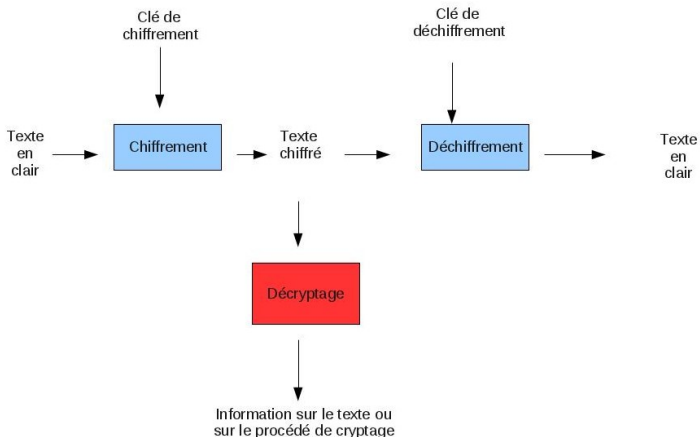 Clé de
chiffrement
Clé de
déchiffrement
Texte
en
clair
Chiffrement
Texte
chiffré
Déchiffrement
Texte
en
clair
Décryptage
Information sur le texte ou
sur le procédé de cryptage